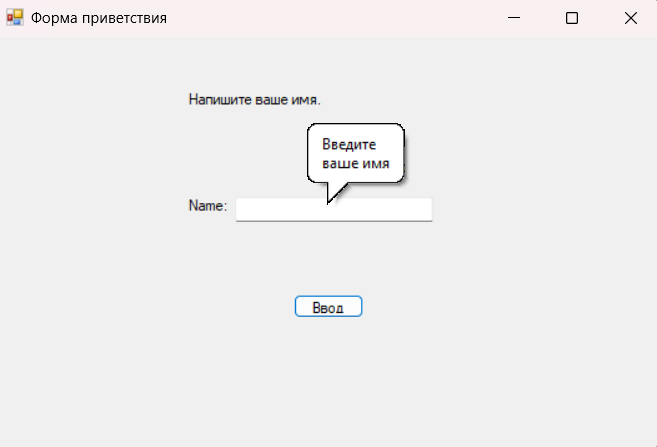 Форма приветствия
Напишите ваше имя.
Введите
ваше имя
Name:
Ввод